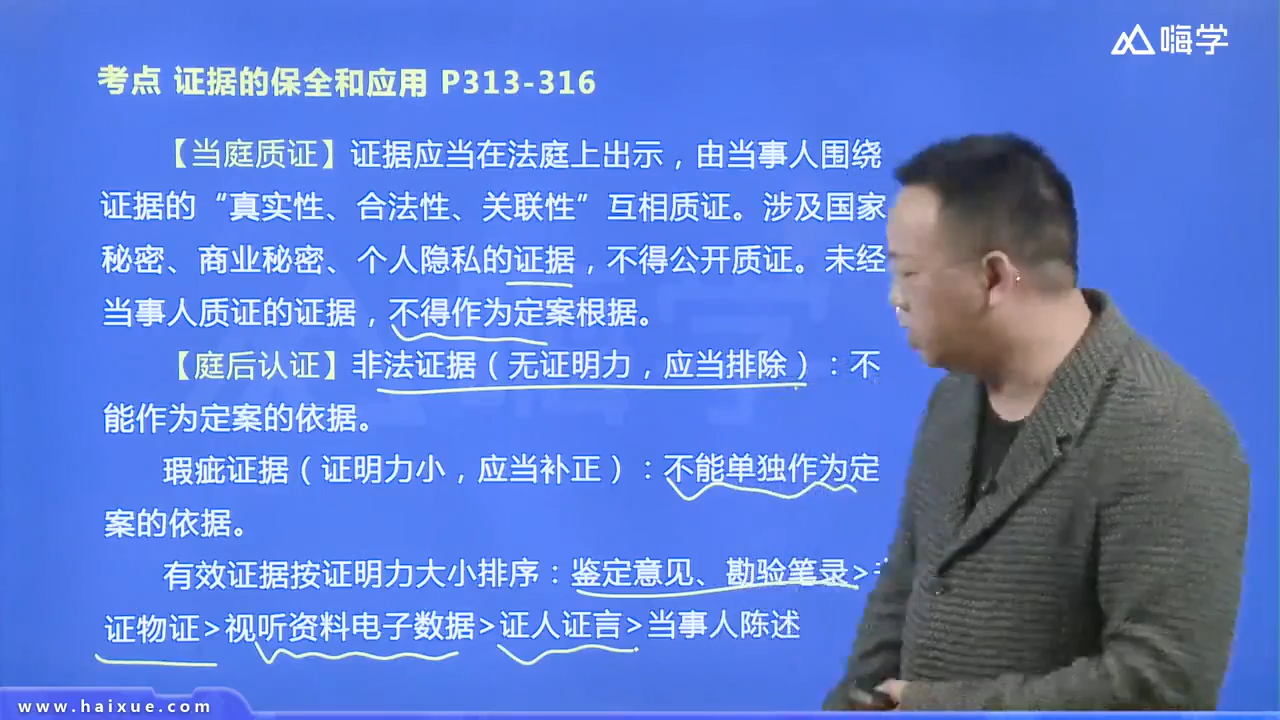 嗨学
考点 证据的保全和应用 P313-316
【当庭质证】证据应当在法庭上出示，由当事人围绕
证据的“真实性、合法性、关联性”互相质证。涉及国家
秘密、商业秘密、个人隐私的证据，不得公开质证。未经
当事人质证的证据，不得作为定案根据。
【庭后认证】非法证据（无证明力，应当排除）：不
能作为定案的依据。
瑕疵证据（证明力小，应当补正）：不能单独作为定
案的依据。
有效证据按证明力大小排序：鉴定意见、勘验笔录>
证物证>视听资料电子数据>证人证言>当事人陈述
www.haixue.com